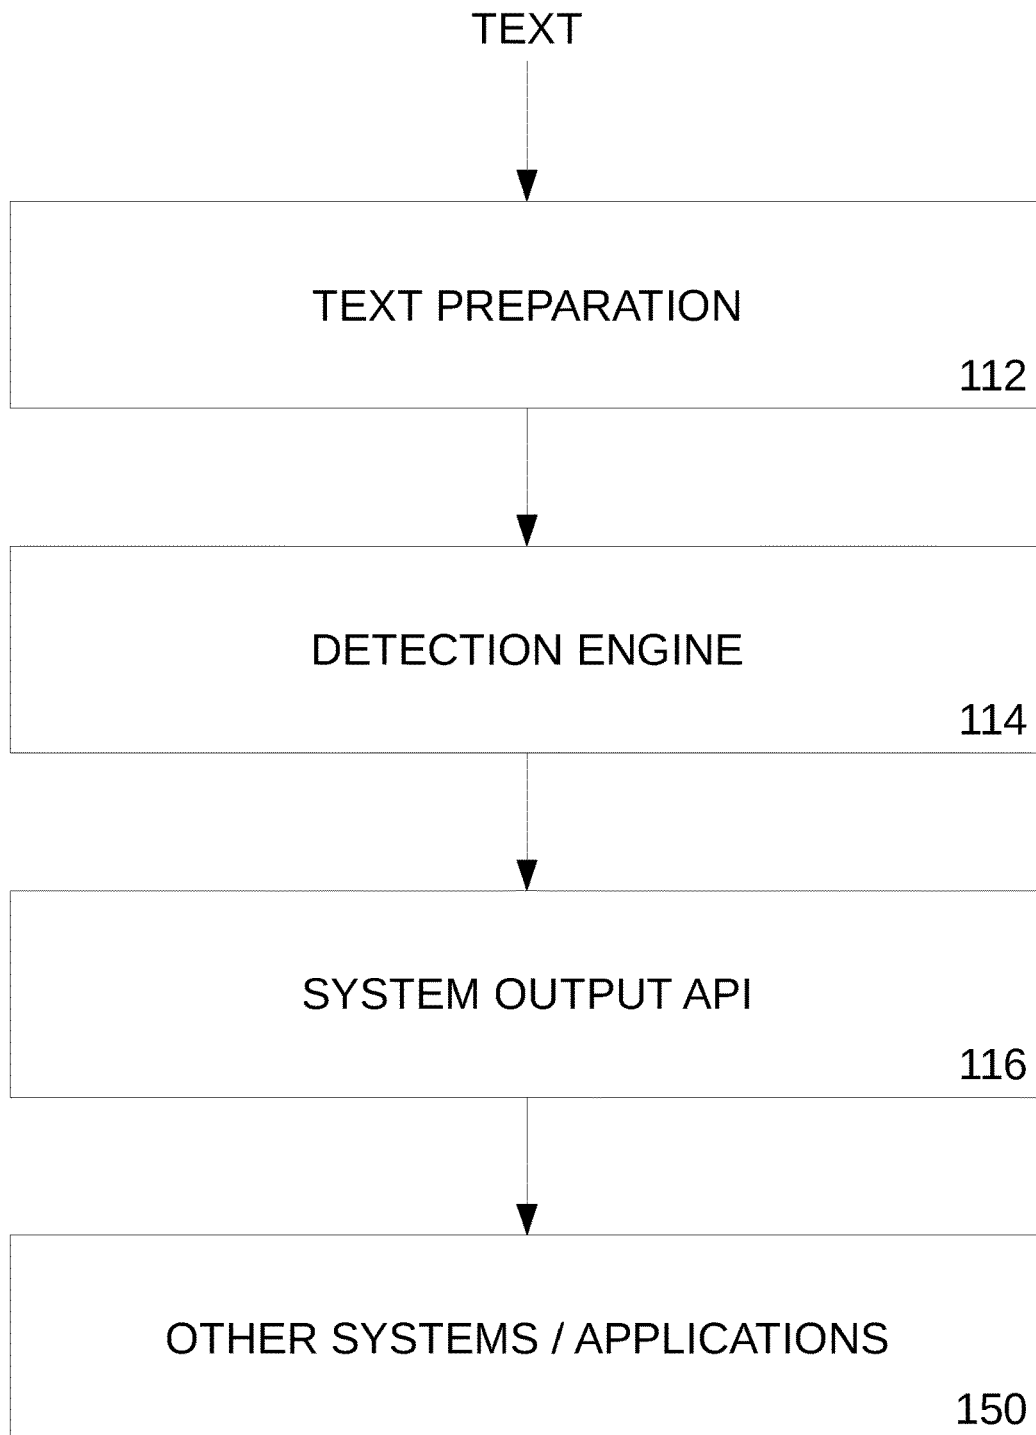 TEXT
TEXT PREPARATION
112
DETECTION ENGINE
114
SYSTEM OUTPUT API
116
OTHER SYSTEMS / APPLICATIONS
150